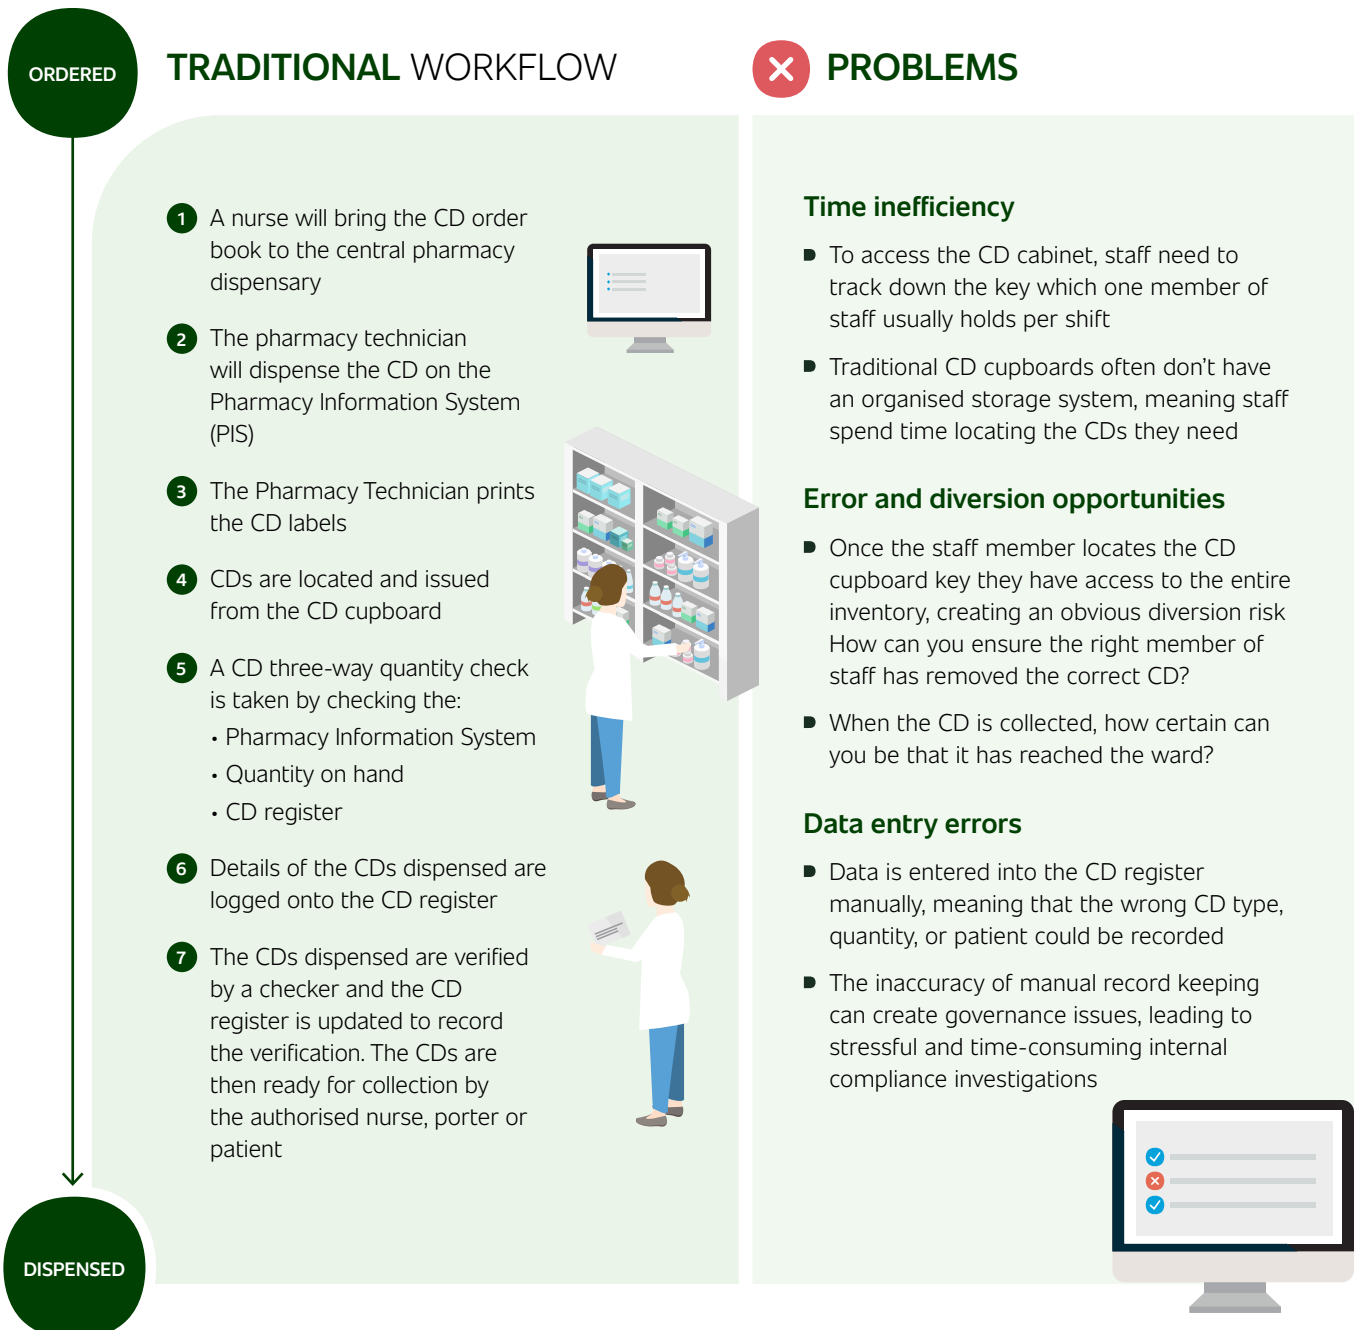 ORDERED
TRADITIONAL WORKFLOW
1 A nurse will bring the CD order
book to the central pharmacy
dispensary
2 The pharmacy technician
will dispense the CD on the
Pharmacy Information System
(PIS)
3 The Pharmacy Technician prints
the CD labels
4 CDs are located and issued
from the CD cupboard
5 A CD three-way quantity check
is taken by checking the:
• Pharmacy Information System
• Quantity on hand
• CD register
6 Details of the CDs dispensed are
logged onto the CD register
7 The CDs dispensed are verified
by a checker and the CD
register is updated to record
the verification. The CDs are
then ready for collection by
the authorised nurse, porter or
patient
DISPENSED
PROBLEMS
Time inefficiency
To access the CD cabinet, staff need to
track down the key which one member of
staff usually holds per shift
Traditional CD cupboards often don't have
an organised storage system, meaning staff
spend time locating the CDs they need
Error and diversion opportunities
Once the staff member locates the CD
cupboard key they have access to the entire
inventory, creating an obvious diversion risk
How can you ensure the right member of
staff has removed the correct CD?
When the CD is collected, how certain can
you be that it has reached the ward?
Data entry errors
Data is entered into the CD register
manually, meaning that the wrong CD type,
quantity, or patient could be recorded
The inaccuracy of manual record keeping
can create governance issues, leading to
stressful and time-consuming internal
compliance investigations